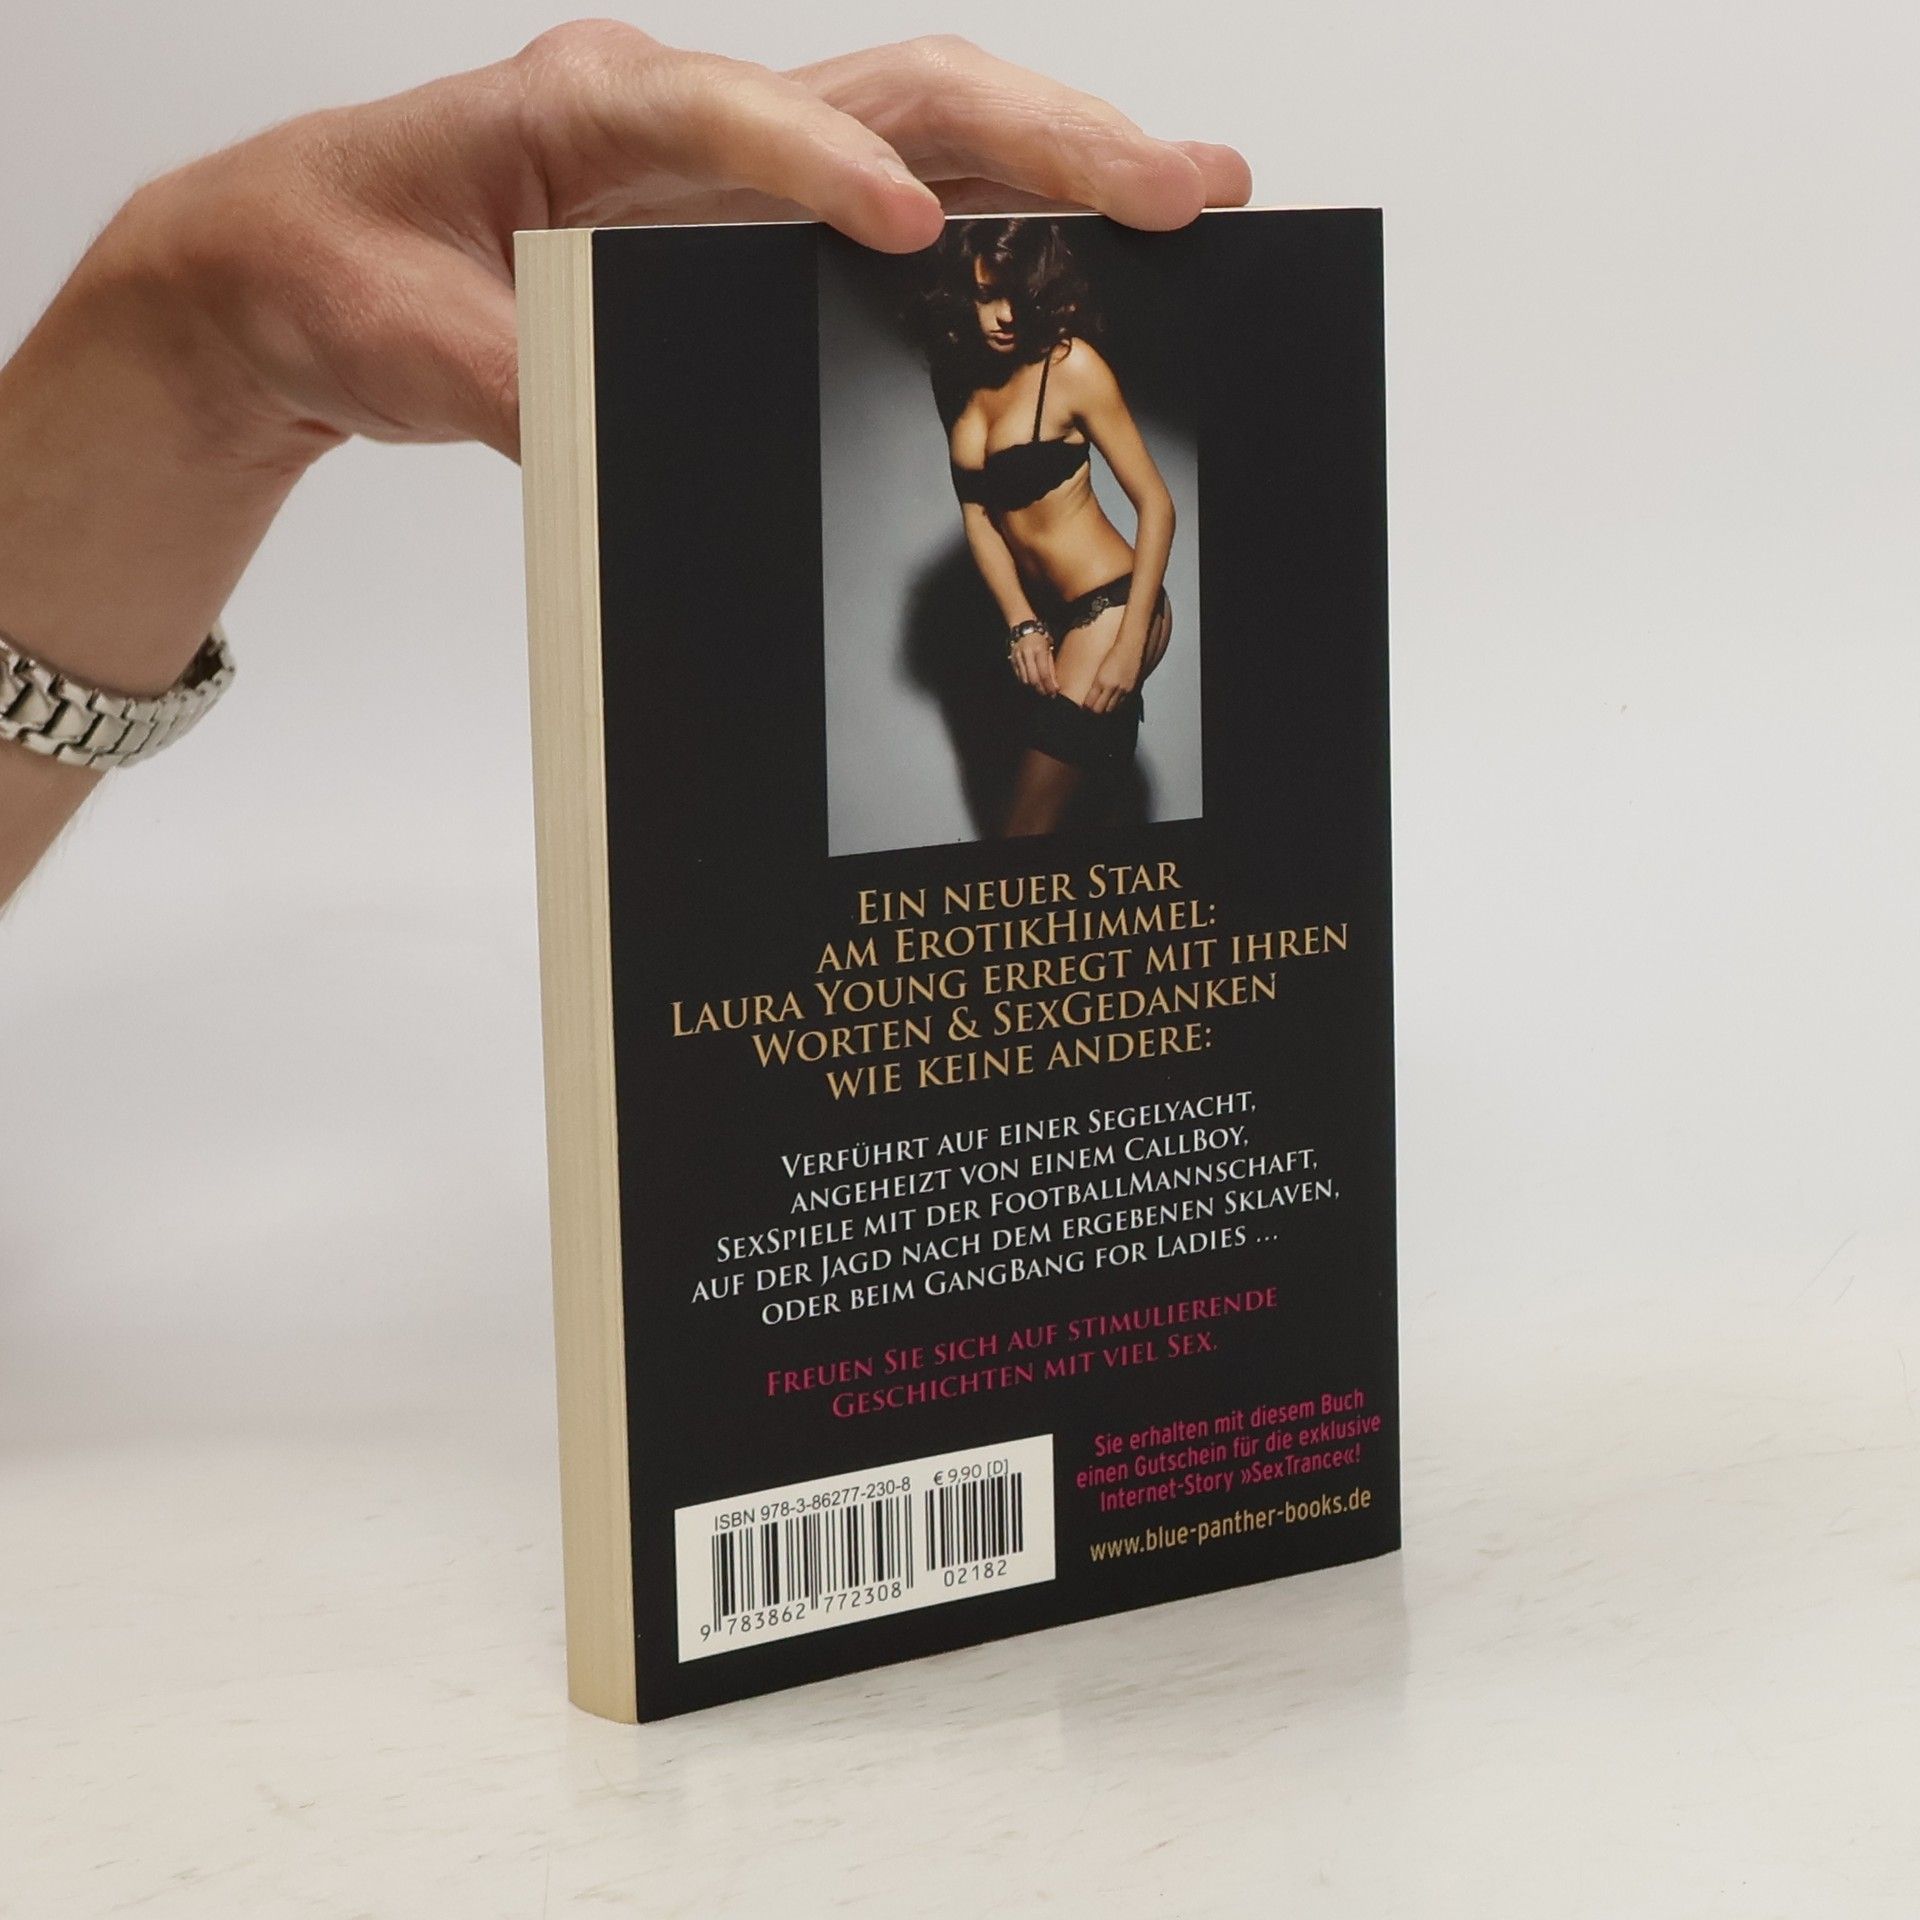 Ein neuer Star
am ErotikHimmel:
Laura Young erregt mit ihren
Worten & SexGedanken
wie keine andere:
Verführt auf einer Segelyacht,
angeheizt von einem CallBoy,
SexSpiele mit der FootballMannschaft,
auf der Jagd nach dem ergebenen Sklaven,
oder beim GangBang for Ladies ...
Freuen Sie sich auf stimulierende
Geschichten mit viel Sex.
Sie erhalten mit diesem Buch
einen Gutschein für die exklusive
Internet-Story »SexTrance«!
www.blue-panther-books.de
ISBN 978-3-86277-230-8 € 9,90 [D]
9 783862 772308 02182